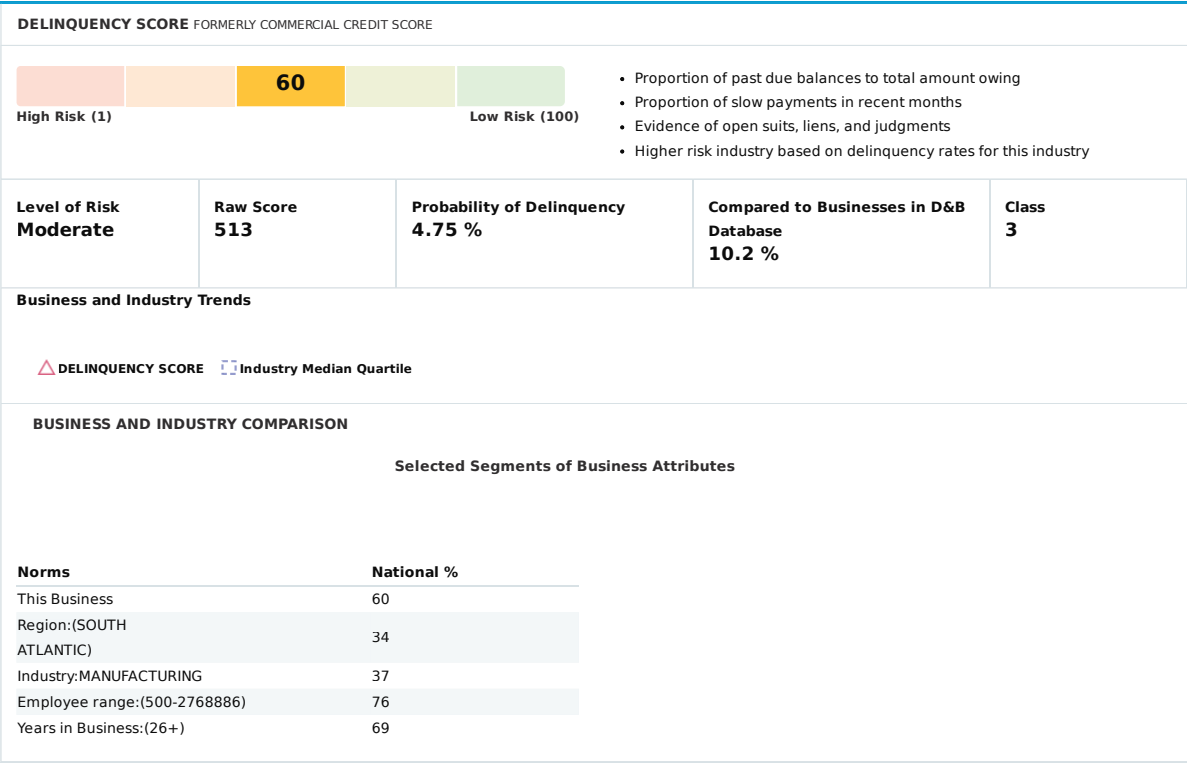 DELINQUENCY SCORE FORMERLY COMMERCIAL CREDIT SCORE
60
High Risk (1)
Low Risk (100)
• Proportion of past due balances to total amount owing
• Proportion of slow payments in recent months
• Evidence of open suits, liens, and judgments
• Higher risk industry based on delinquency rates for this industry
Level of Risk
Moderate
Raw Score
513
Probability of Delinquency
4.75 %
Compared to Businesses in D&B
Database
10.2 %
Class
3
Business and Industry Trends
DELINQUENCY SCORE Industry Median Quartile
BUSINESS AND INDUSTRY COMPARISON
Selected Segments of Business Attributes
Norms National %
This Business 60
Region:(SOUTH
ATLANTIC) 34
Industry:MANUFACTURING 37
Employee range:(500-2768886) 76
Years in Business:(26+) 69